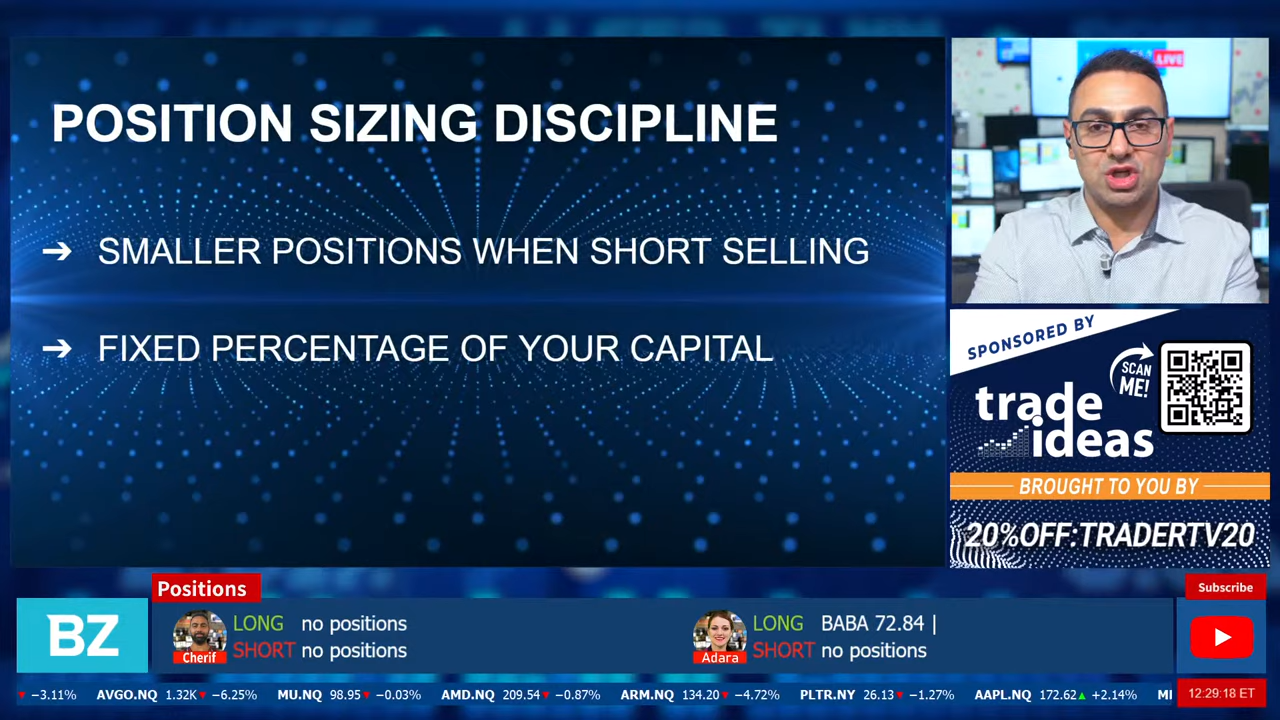 POSITION SIZING DISCIPLINE
➔ SMALLER POSITIONS WHEN SHORT SELLING
➔ FIXED PERCENTAGE OF YOUR CAPITAL
LIVE
SPONSORED BY
SCAN ME!
trade ideas
BROUGHT TO YOU BY
20%OFF:TRADERTV20
Positions
Subscribe
BZ
LONG no positions
SHORT no positions
Cherif
LONG BABA 72.84 |
SHORT no positions
Adara
▼ −3.11% AVGO.NQ 1.32K▼ −6.25% MU.NQ 98.95▼ −0.03% AMD.NQ 209.54▼ −0.87% ARM.NQ 134.20▼ −4.72% PLTR.NY 26.13▼ −1.27% AAPL.NQ 172.62▲ +2.14%
12:29:18 ET